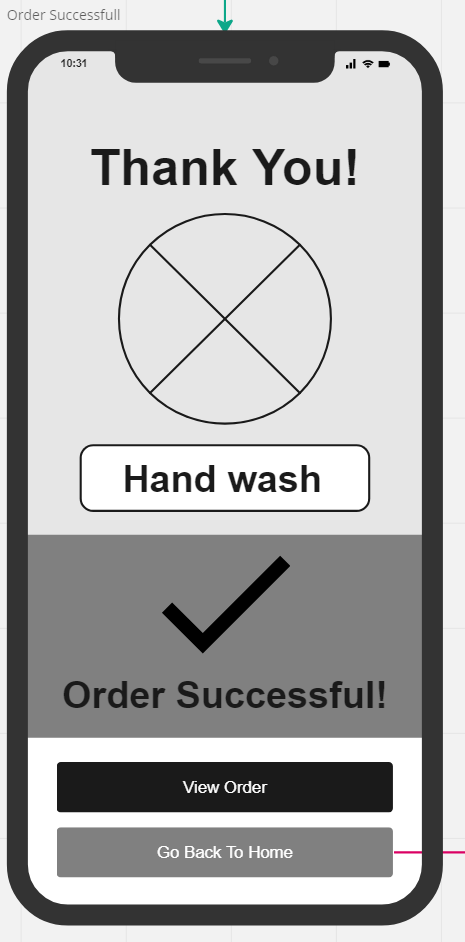 Order Successfull
10:31
Thank You!
Hand wash
Order Successful!
View Order
Go Back To Home